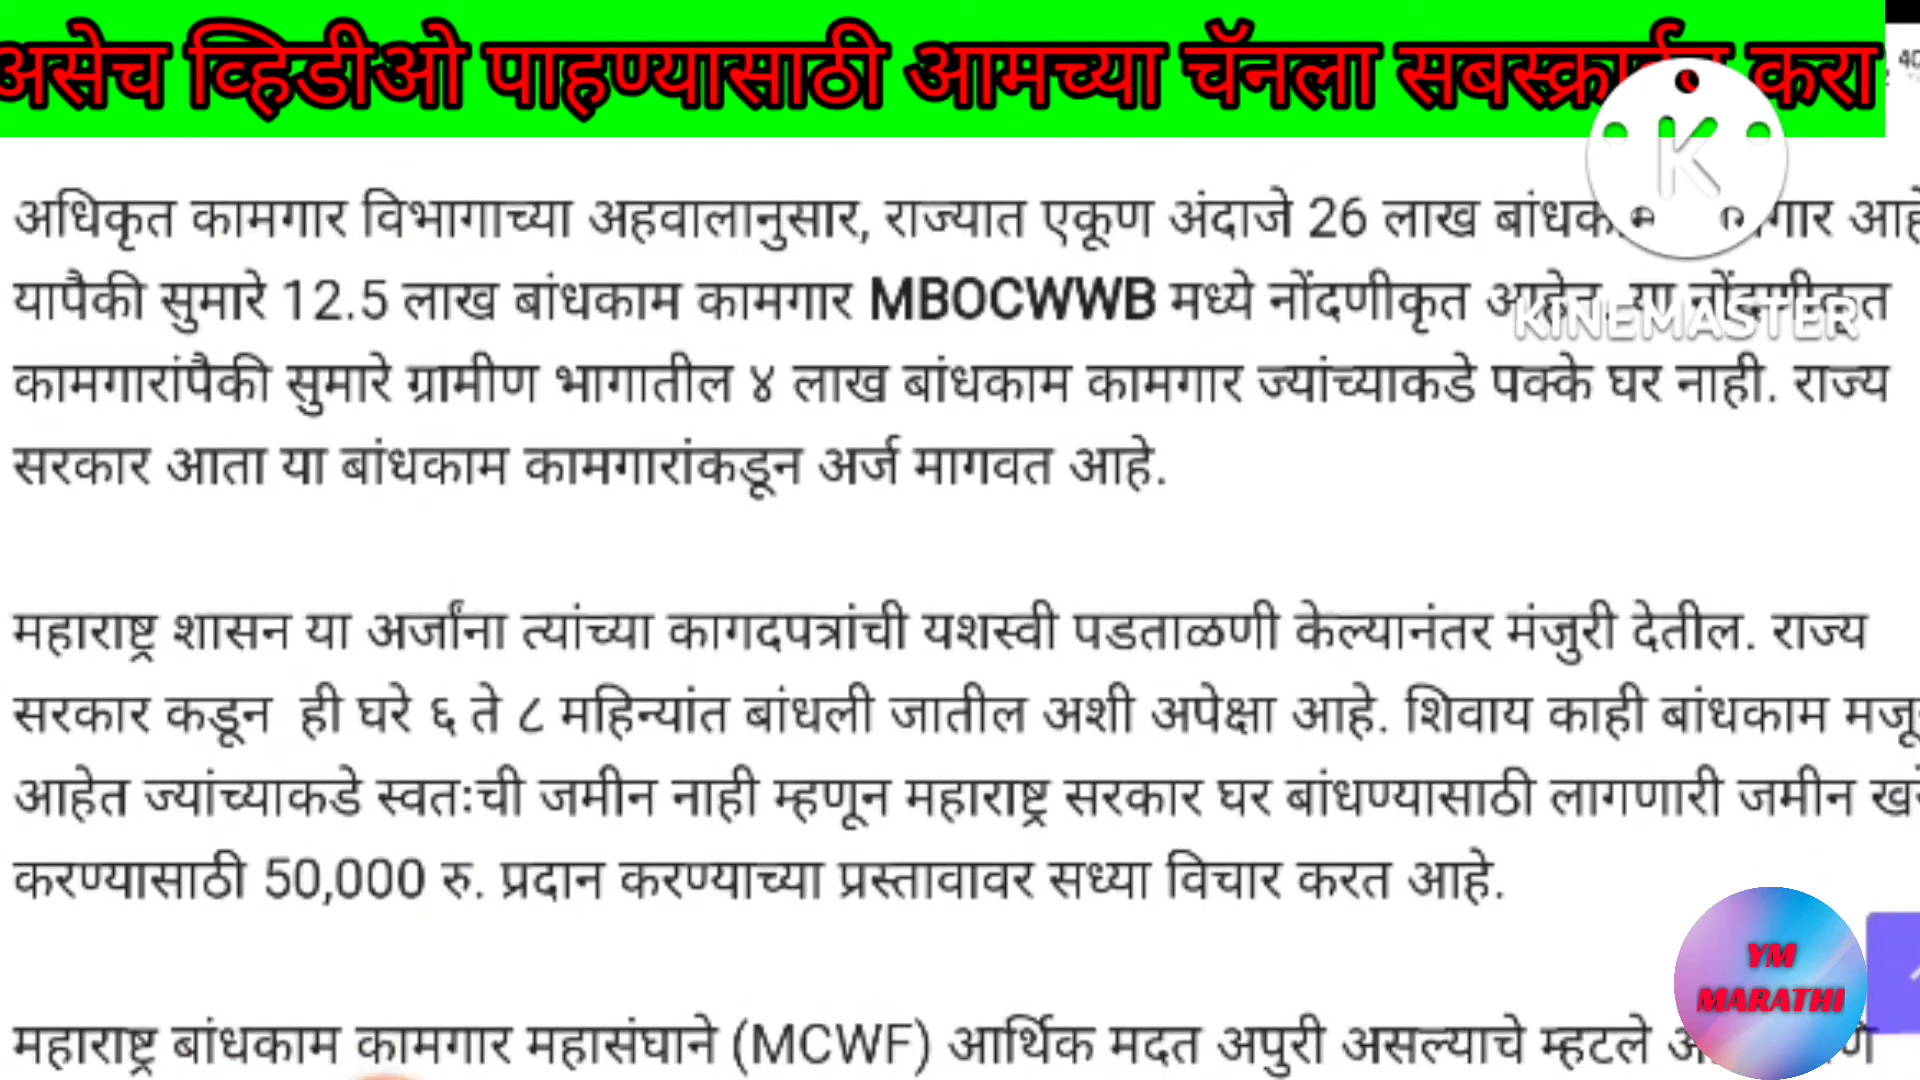 असेच व्हिडीओ पाहण्यासाठी आमच्या चॅनला सबस्क्राईब करा
40
K
अधिकृत कामगार विभागाच्या अहवालानुसार, राज्यात एकूण अंदाजे 26 लाख
यापैकी सुमारे 12.5 लाख बांधकाम कामगार MBOCWWB मध्ये नोंदणीकृत आहेत. या नोंदणीकृत
KINEMASTER
कामगारांपैकी सुमारे ग्रामीण भागातील ४ लाख बांधकाम कामगार ज्यांच्याकडे पक्के घर नाही. राज्य
सरकार आता या बांधकाम कामगारांकडून अर्ज मागवत आहे.
महाराष्ट्र शासन या अर्जांना त्यांच्या कागदपत्रांची यशस्वी पडताळणी केल्यानंतर मंजुरी देतील. राज्य
सरकार कडून ही घरे ६ ते ८ महिन्यांत बांधली जातील अशी अपेक्षा आहे. शिवाय काही बांधकाम
आहेत ज्यांच्याकडे स्वतःची जमीन नाही म्हणून महाराष्ट्र सरकार घर बांधण्यासाठी लागणारी जमीन
करण्यासाठी 50,000 रु. प्रदान करण्याच्या प्रस्तावावर सध्या विचार करत आहे.
YM
MARATHI
महाराष्ट्र बांधकाम कामगार महासंघाने (MCWF) आर्थिक मदत अपुरी असल्याचे म्हटले